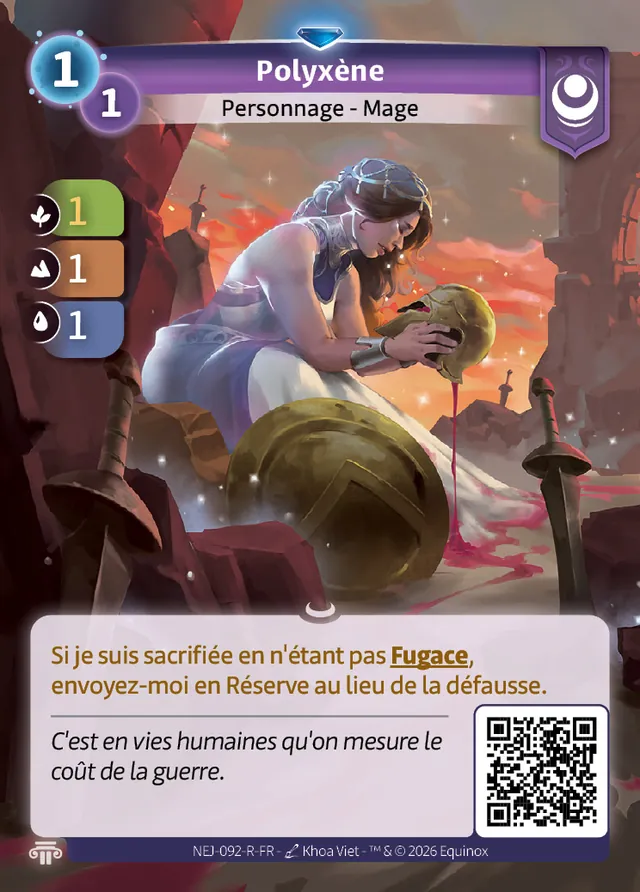 1
Polyxène
1
Personnage - Mage
1
1
1
Si je suis sacrifiée en n'étant pas Fugace,
envoyez-moi en Réserve au lieu de la défausse.
C'est en vies humaines qu'on mesure le
coût de la guerre.
NEJ-092-R-FR - Khoa Viet - ™ & © 2026 Equinox